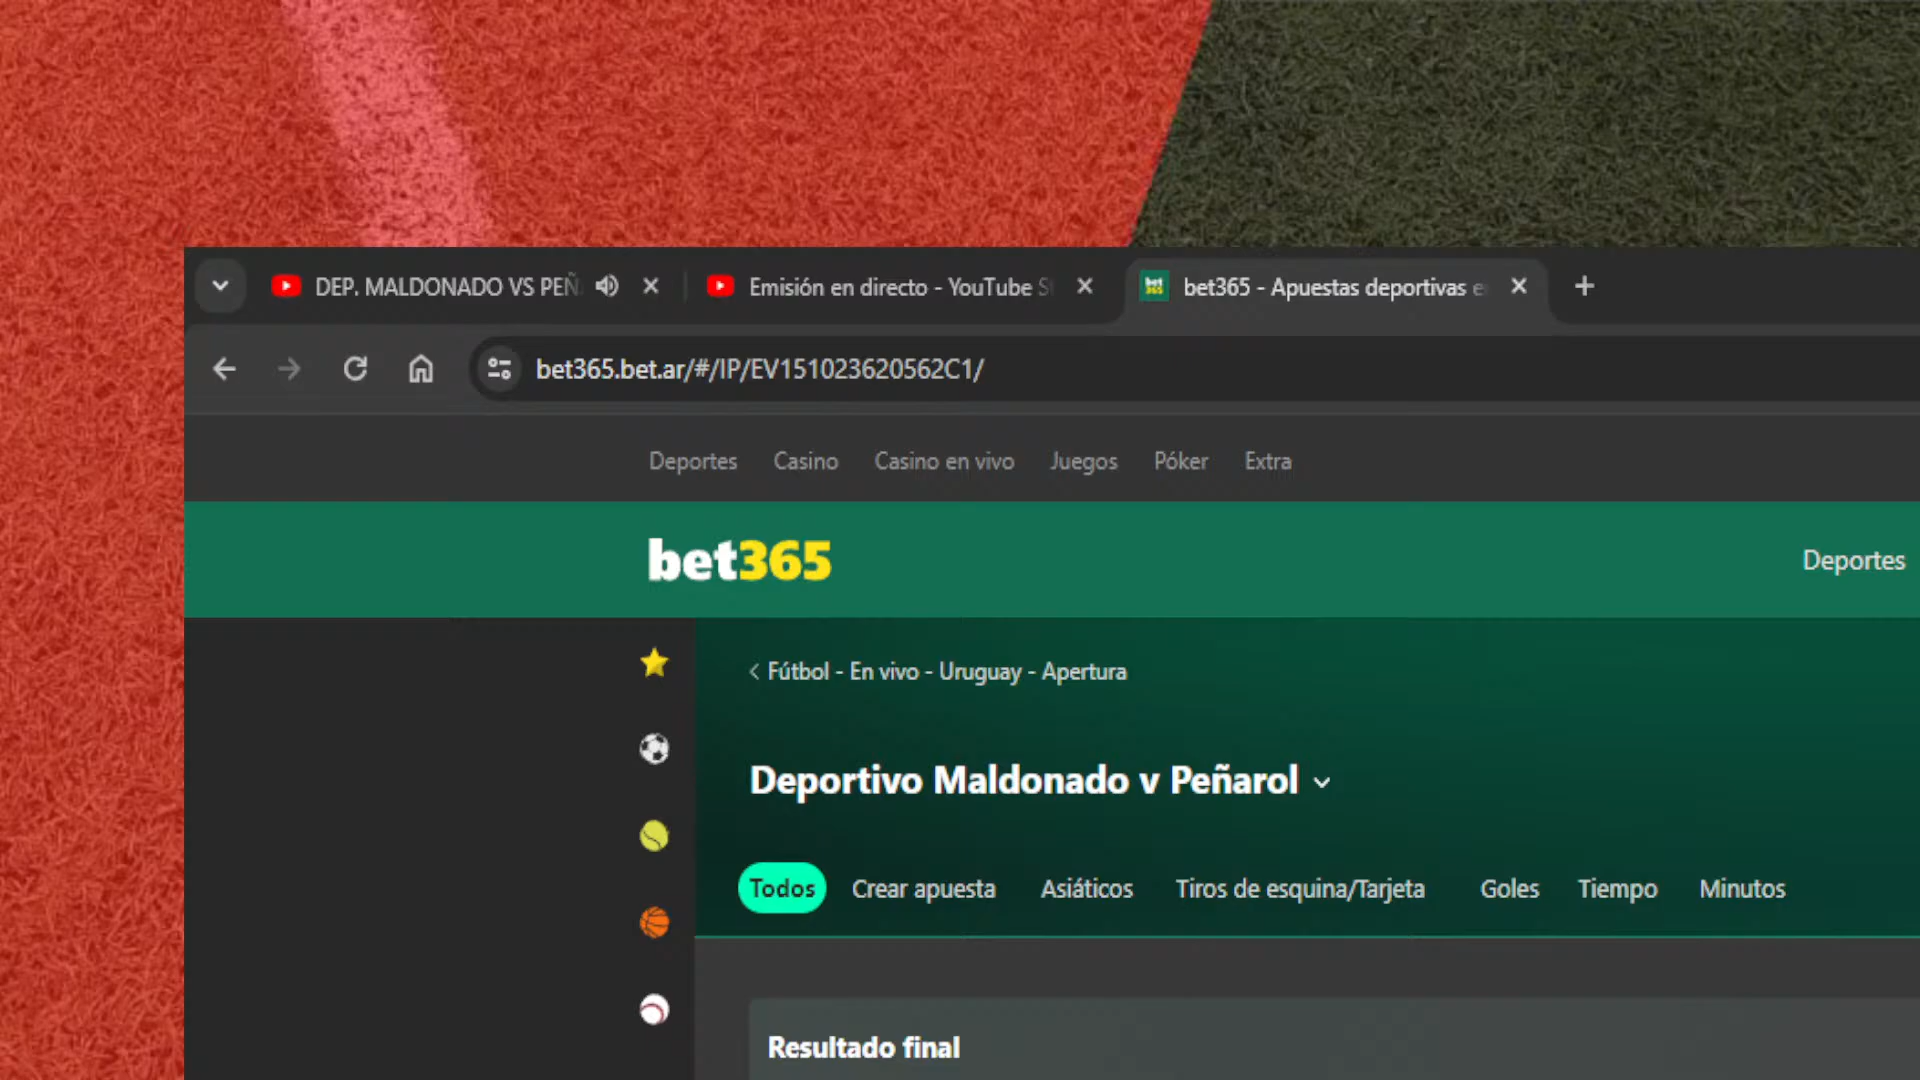 DEP. MALDONADO VS PEÑ
Emisión en directo - YouTube S
bet365 - Apuestas deportivas e
bet365.bet.ar/#/IP/EV151023620562C1/
Deportes Casino Casino en vivo Juegos Póker Extra
bet365
Deportes
< Fútbol - En vivo - Uruguay - Apertura
Deportivo Maldonado v Peñarol
Todos Crear apuesta Asiáticos Tiros de esquina/Tarjeta Goles Tiempo Minutos
Resultado final